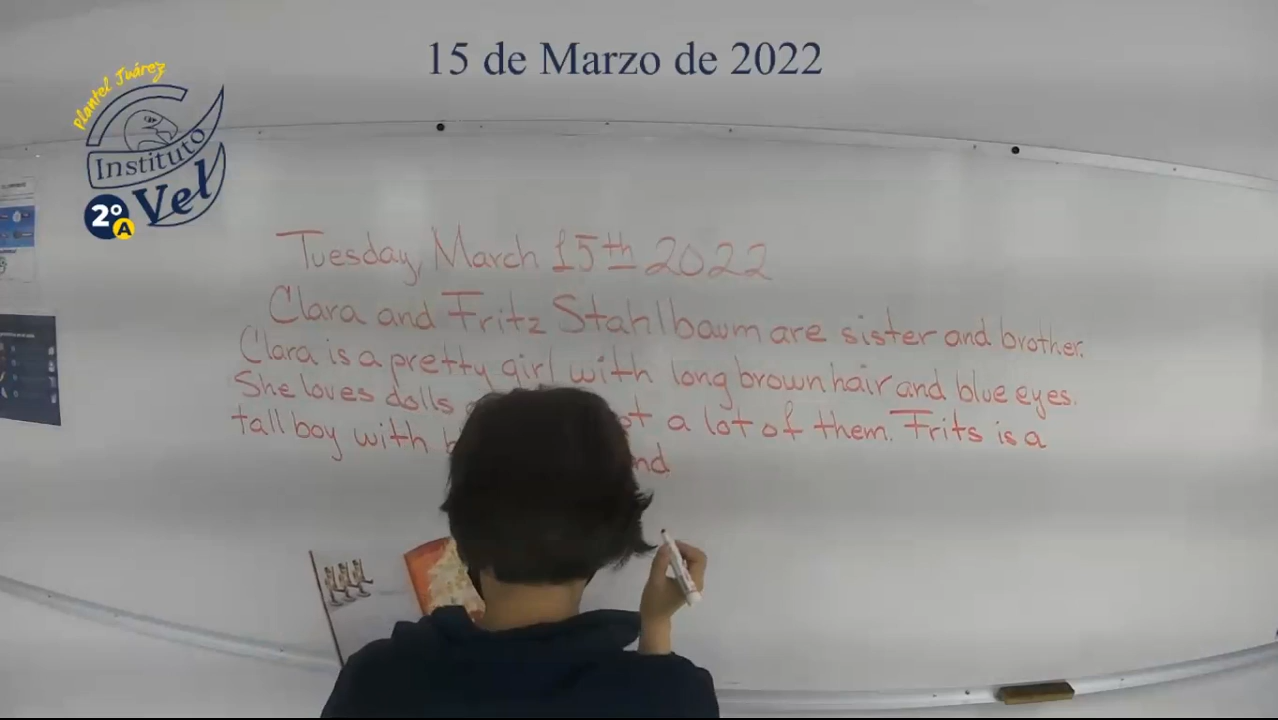 15 de Marzo de 2022
Plantel Juárez
Instituto
Vel
2º
A
Tuesday, March 15th 2022
Clara and Fritz Stahlbaum are sister and brother.
Clara is a pretty girl with long brown hair and blue eyes.
She loves dolls a lot of them. Frits is a
tall boy with